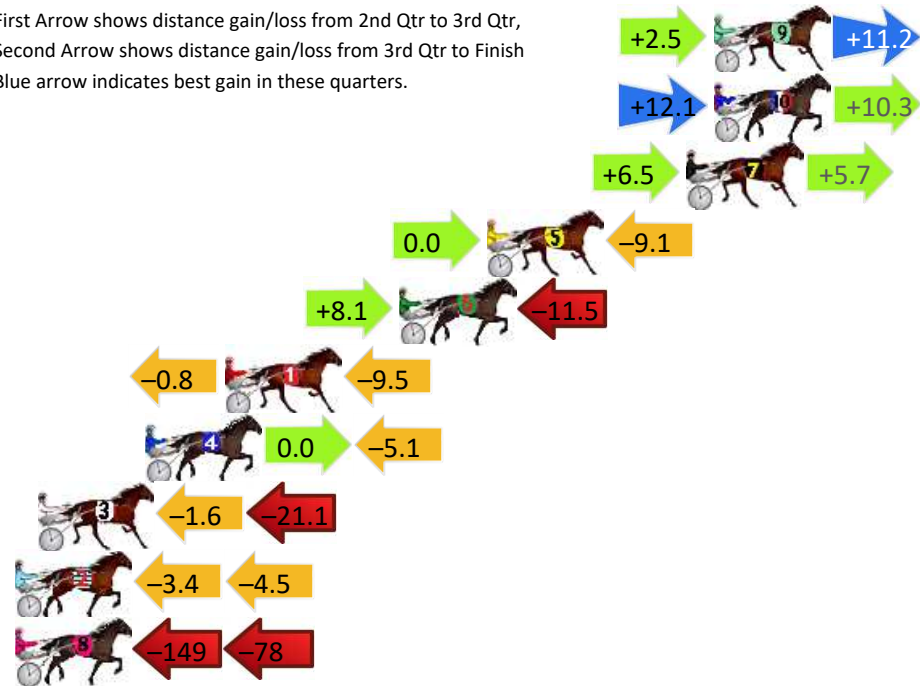 First Arrow shows distance gain/loss from 2nd Qtr to 3rd Qtr,
Second Arrow shows distance gain/loss from 3rd Qtr to Finish
Blue arrow indicates best gain in these quarters.
+2.5 9 +11.2
+12.1 10 +10.3
+6.5 7 +5.7
0.0 5 –9.1
+8.1 –11.5
–0.8 1 –9.5
4 0.0 –5.1
3 –1.6 –21.1
2 –3.4 –4.5
8 –149 –78